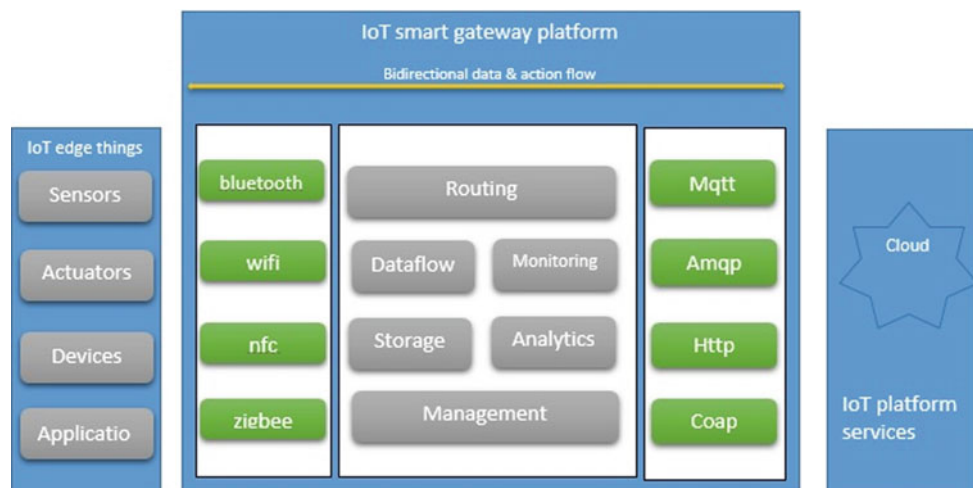 IoT smart gateway platform
Bidirectional data & action flow
IoT edge things
Sensors
Actuators
Devices
Applicatio
bluetooth
wifi
nfc
zigbee
Routing
Dataflow
Monitoring
Storage
Analytics
Management
Mqtt
Amqp
Http
Coap
Cloud
IoT platform
services